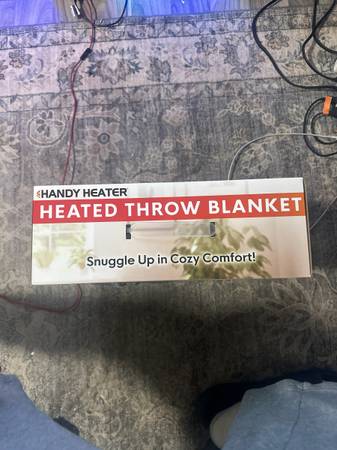 HANDY HEATER
HEATED THROW BLANKET
Snuggle Up in Cozy Comfort!